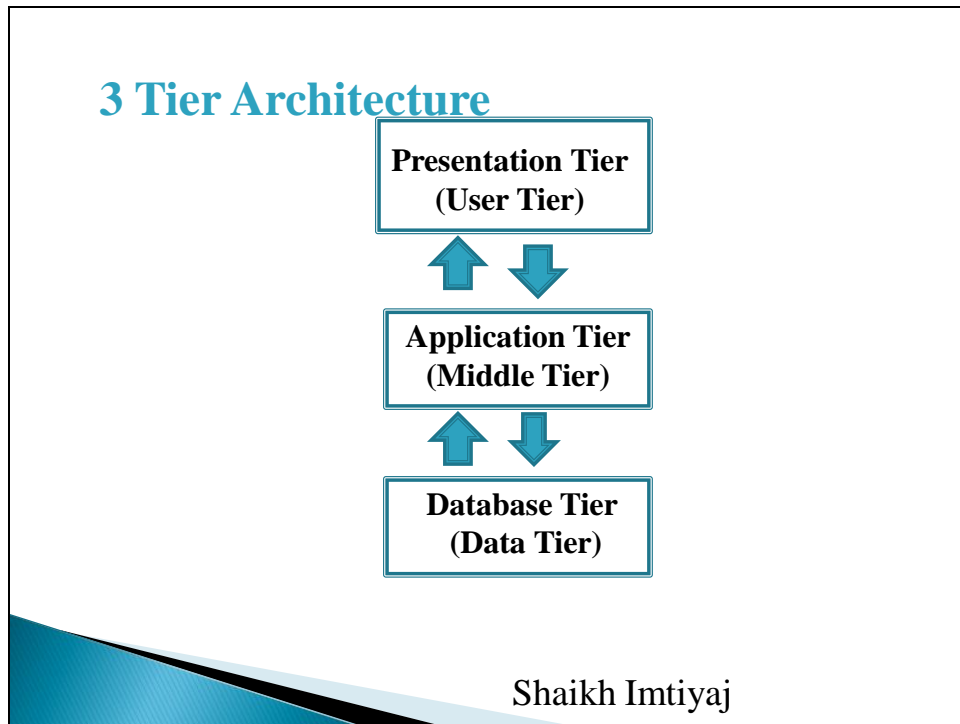 3 Tier Architecture
Presentation Tier
(User Tier)
Application Tier
(Middle Tier)
Database Tier
(Data Tier)
Shaikh Imtiyaj